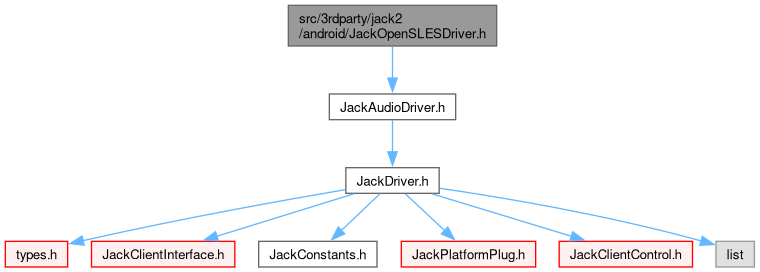 src/3rdparty/jack2
/android/JackOpenSLESDriver.h
JackAudioDriver.h
JackDriver.h
types.h
JackClientInterface.h
JackConstants.h
JackPlatformPlug.h
JackClientControl.h
list